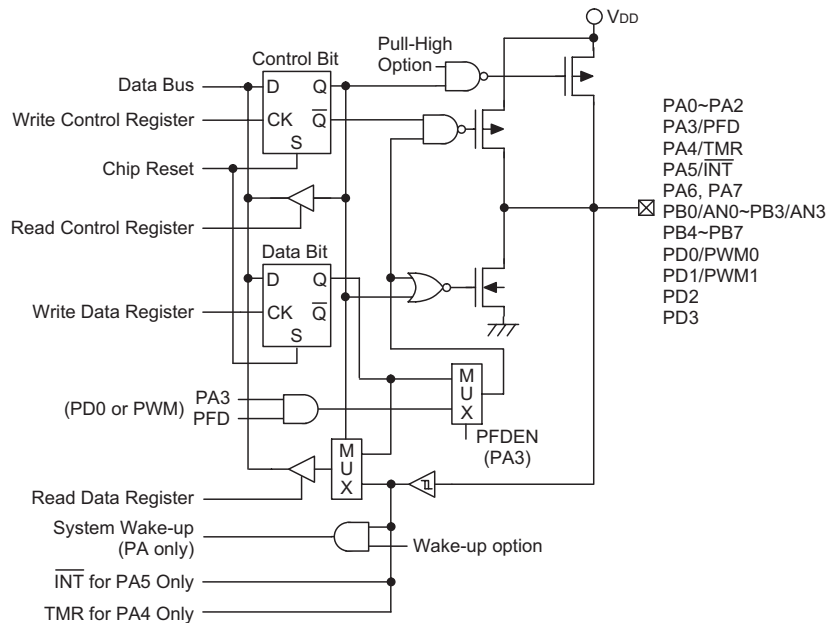 VDD
Control Bit
Pull-High
Option
Data Bus
D
Q
Write Control Register
CK
Q̅
S
Chip Reset
Read Control Register
Data Bit
D
Q
Write Data Register
CK
Q̅
S
PA0~PA2
PA3/PFD
PA4/TMR
PA5/I̅N̅T̅
PA6, PA7
PB0/AN0~PB3/AN3
PB4~PB7
PD0/PWM0
PD1/PWM1
PD2
PD3
(PD0 or PWM)
PA3
PFD
M
U
X
PFDEN
(PA3)
M
U
X
Read Data Register
System Wake-up
(PA only)
Wake-up option
I̅N̅T̅ for PA5 Only
TMR for PA4 Only